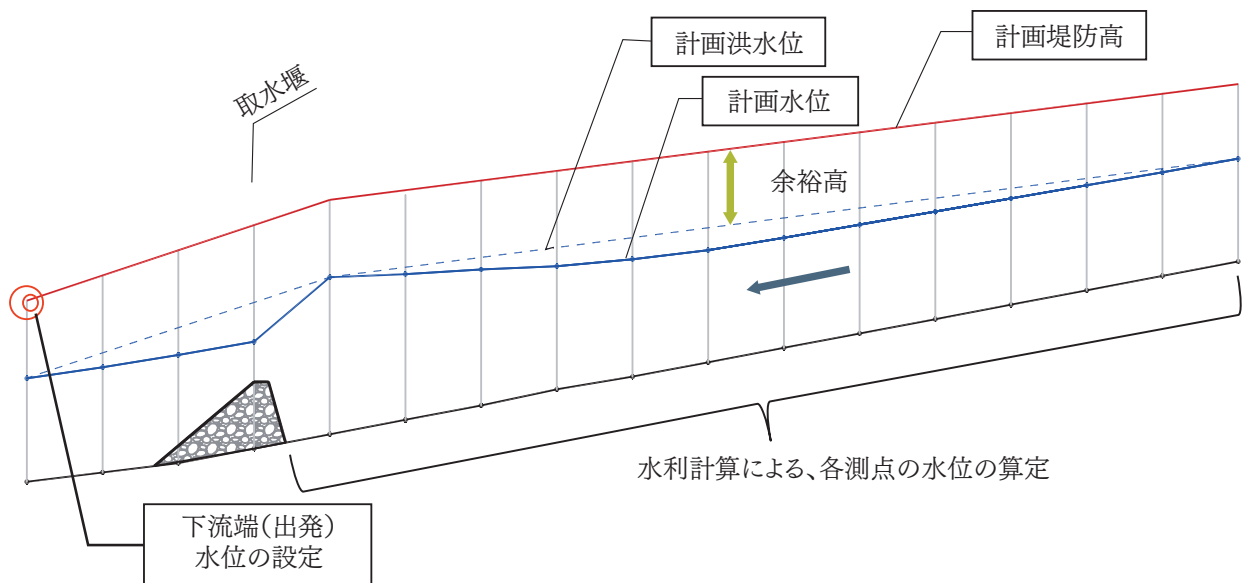 計画洪水位
計画堤防高
取水堰
計画水位
余裕高
水利計算による、各測点の水位の算定
下流端（出発）
水位の設定